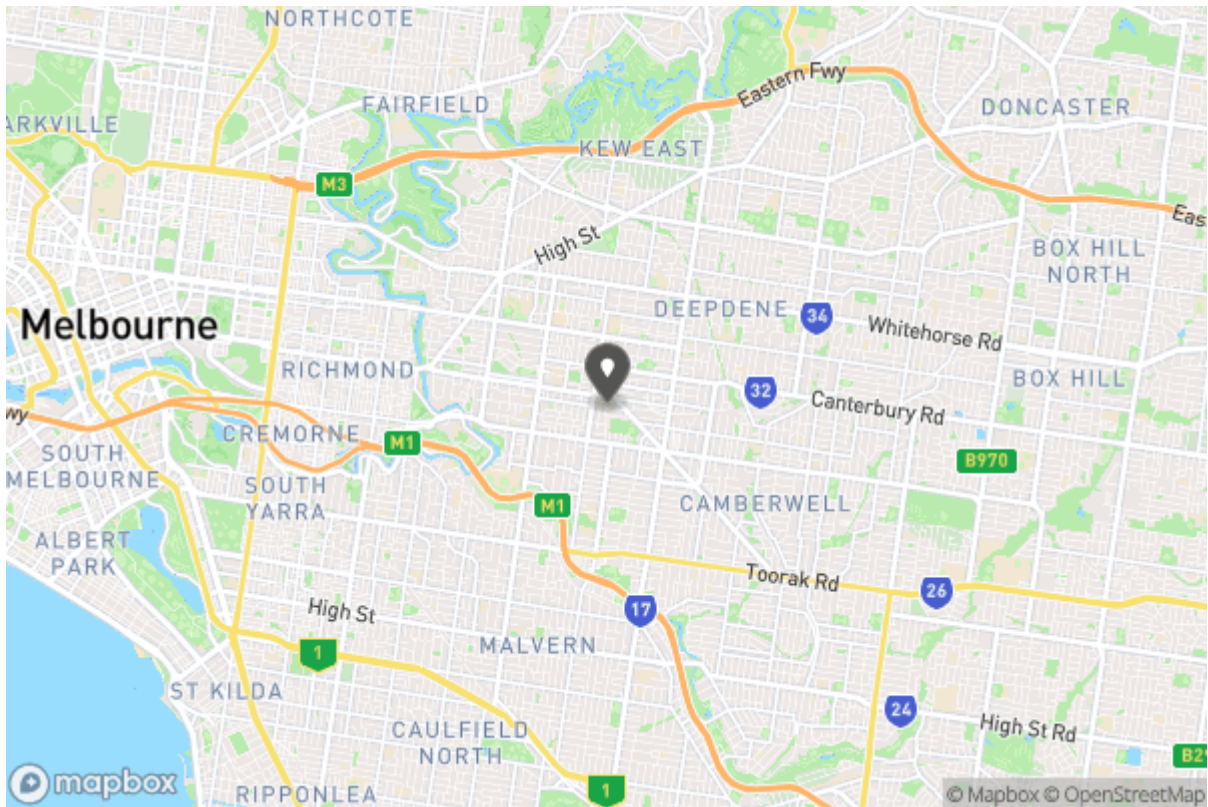 NORTHCOTE
Eastern Fwy
FAIRFIELD
DONCASTER
ARKVILLE
KEW EAST
M3
East
High St
BOX HILL
NORTH
DEEPDENE
34
Melbourne
Whitehorse Rd
RICHMOND
BOX HILL
32
Canterbury Rd
wy
CREMORNE
M1
SOUTH
MELBOURNE
B970
SOUTH
YARRA
CAMBERWELL
M1
ALBERT
PARK
Toorak Rd
26
High St
17
MALVERN
1
ST KILDA
24
CAULFIELD
NORTH
High St Rd
B2
mapbox
RIPPONLEA
1
© Mapbox © OpenStreetMap